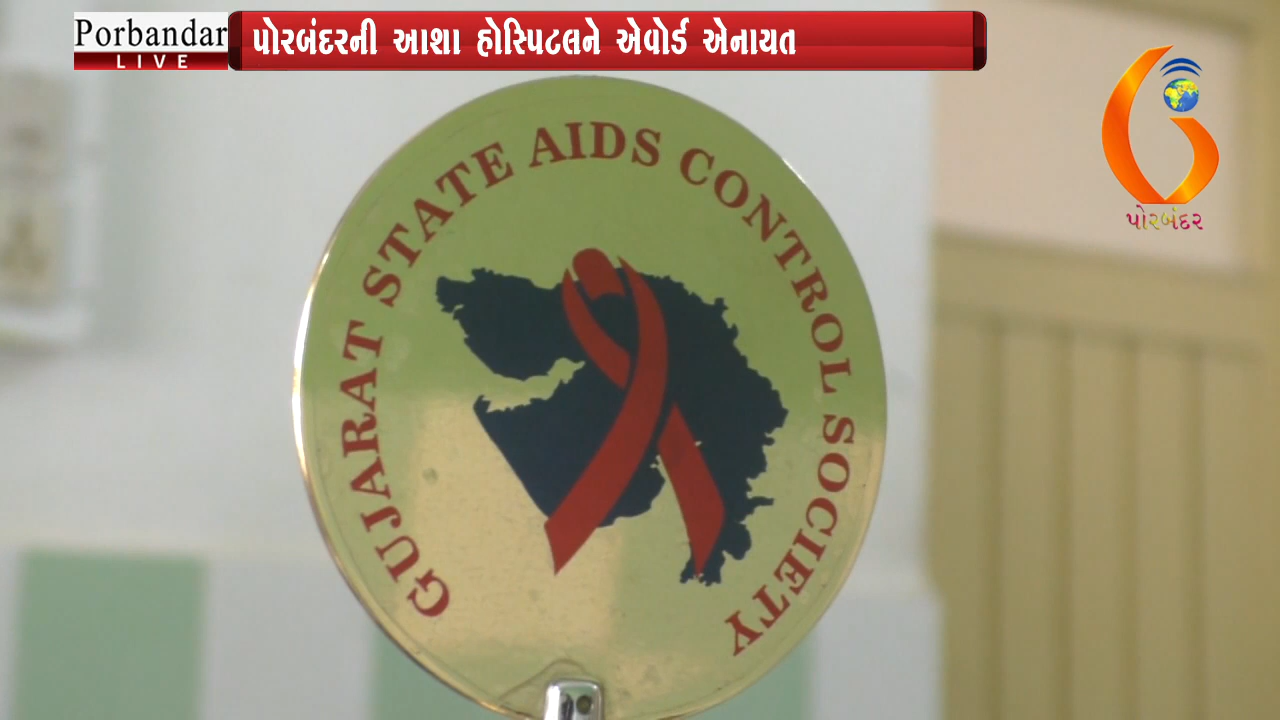 Porbandar
LIVE
પોરબંદરની આશા હોસ્પિટલને એવોર્ડ એનાયત
પોરબંદર
GUJARAT STATE AIDS CONTROL SOCIETY